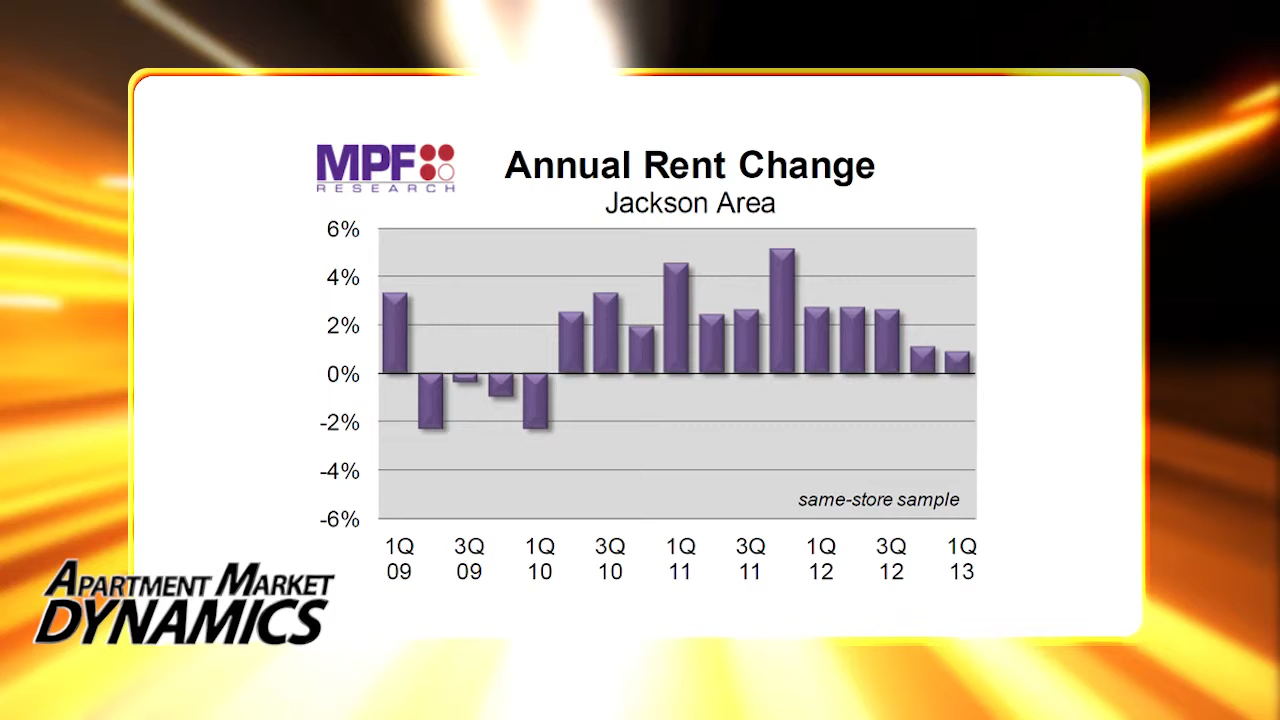 MPF
RESEARCH
Annual Rent Change
Jackson Area
6%
4%
2%
0%
-2%
-4%
-6%
same-store sample
1Q 3Q 1Q 3Q 1Q 3Q 1Q 3Q 1Q
09 09 10 10 11 11 12 12 13
APARTMENT MARKET
DYNAMICS